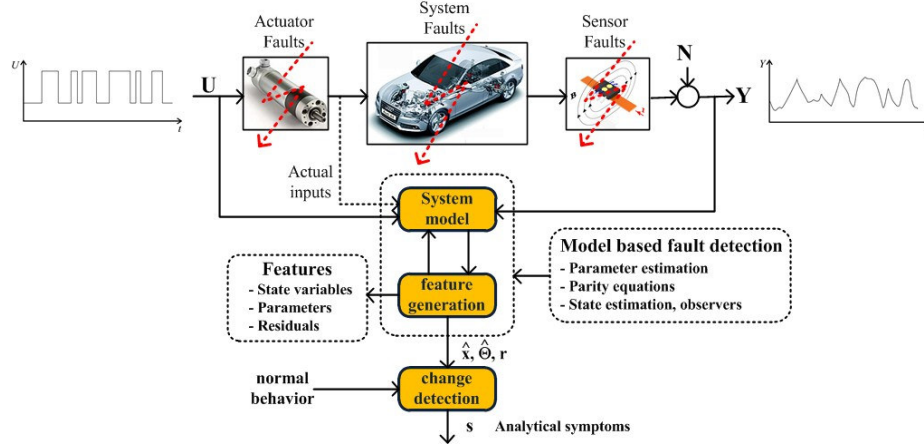 Actuator
Faults
System
Faults
Sensor
Faults
U
t
U
N
Y
Y
Actual
inputs
System
model
Model based fault detection
- Parameter estimation
- Parity equations
- State estimation, observers
Features
- State variables
- Parameters
- Residuals
feature
generation
x̂, Θ̂, r
normal
behavior
change
detection
s Analytical symptoms